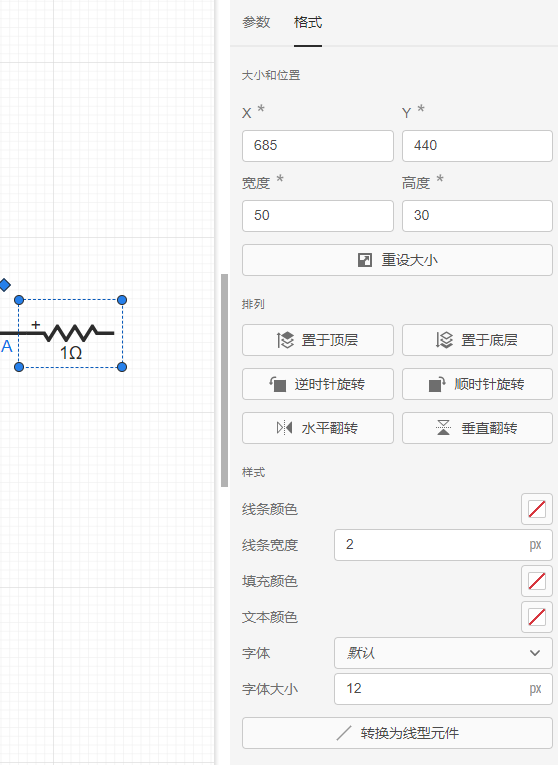 参数 格式
大小和位置
X * Y *
685 440
宽度 * 高度 *
50 30
重设大小
+
A 1Ω
排列
置于顶层 置于底层
逆时针旋转 顺时针旋转
水平翻转 垂直翻转
样式
线条颜色
线条宽度 2 px
填充颜色
文本颜色
字体 默认
字体大小 12 px
转换为线型元件